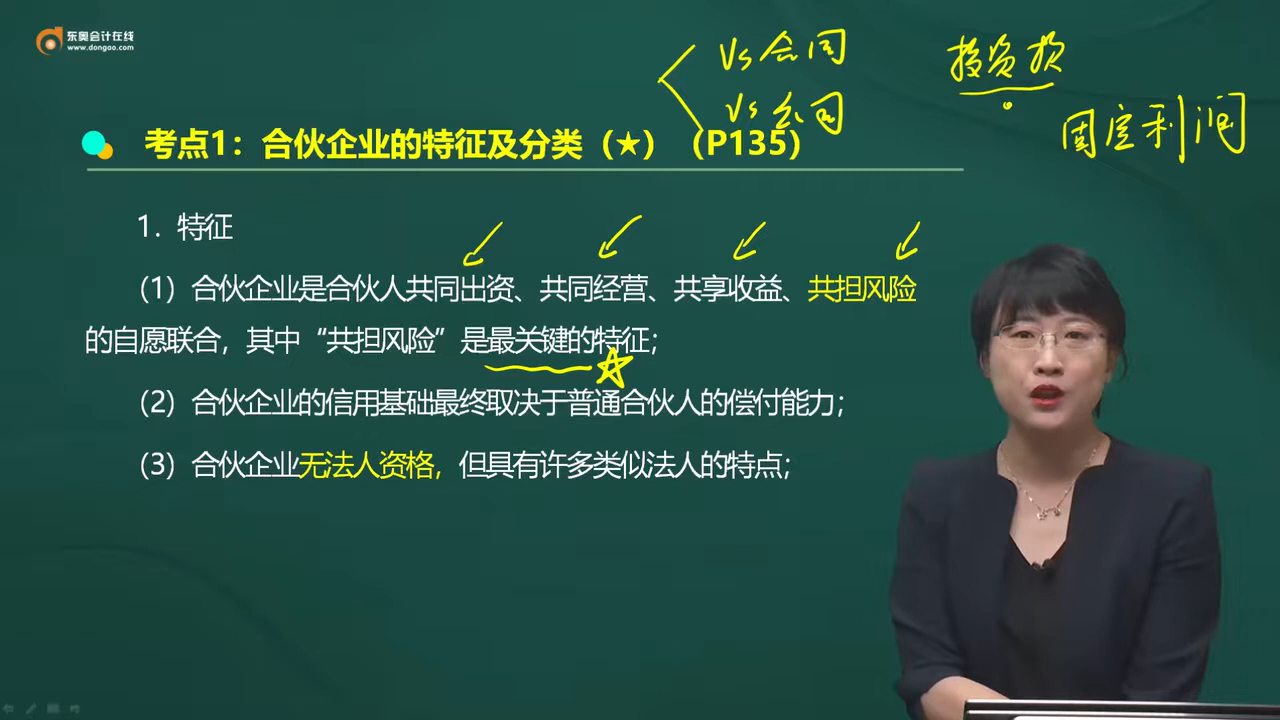 东奥会计在线
www.dongao.com
Vs合同
Vs公司
投资损
固定利润
考点1：合伙企业的特征及分类（★）（P135）
1. 特征
（1）合伙企业是合伙人共同出资、共同经营、共享收益、共担风险
的自愿联合，其中“共担风险”是最关键的特征；
（2）合伙企业的信用基础最终取决于普通合伙人的偿付能力；
（3）合伙企业无法人资格，但具有许多类似法人的特点；